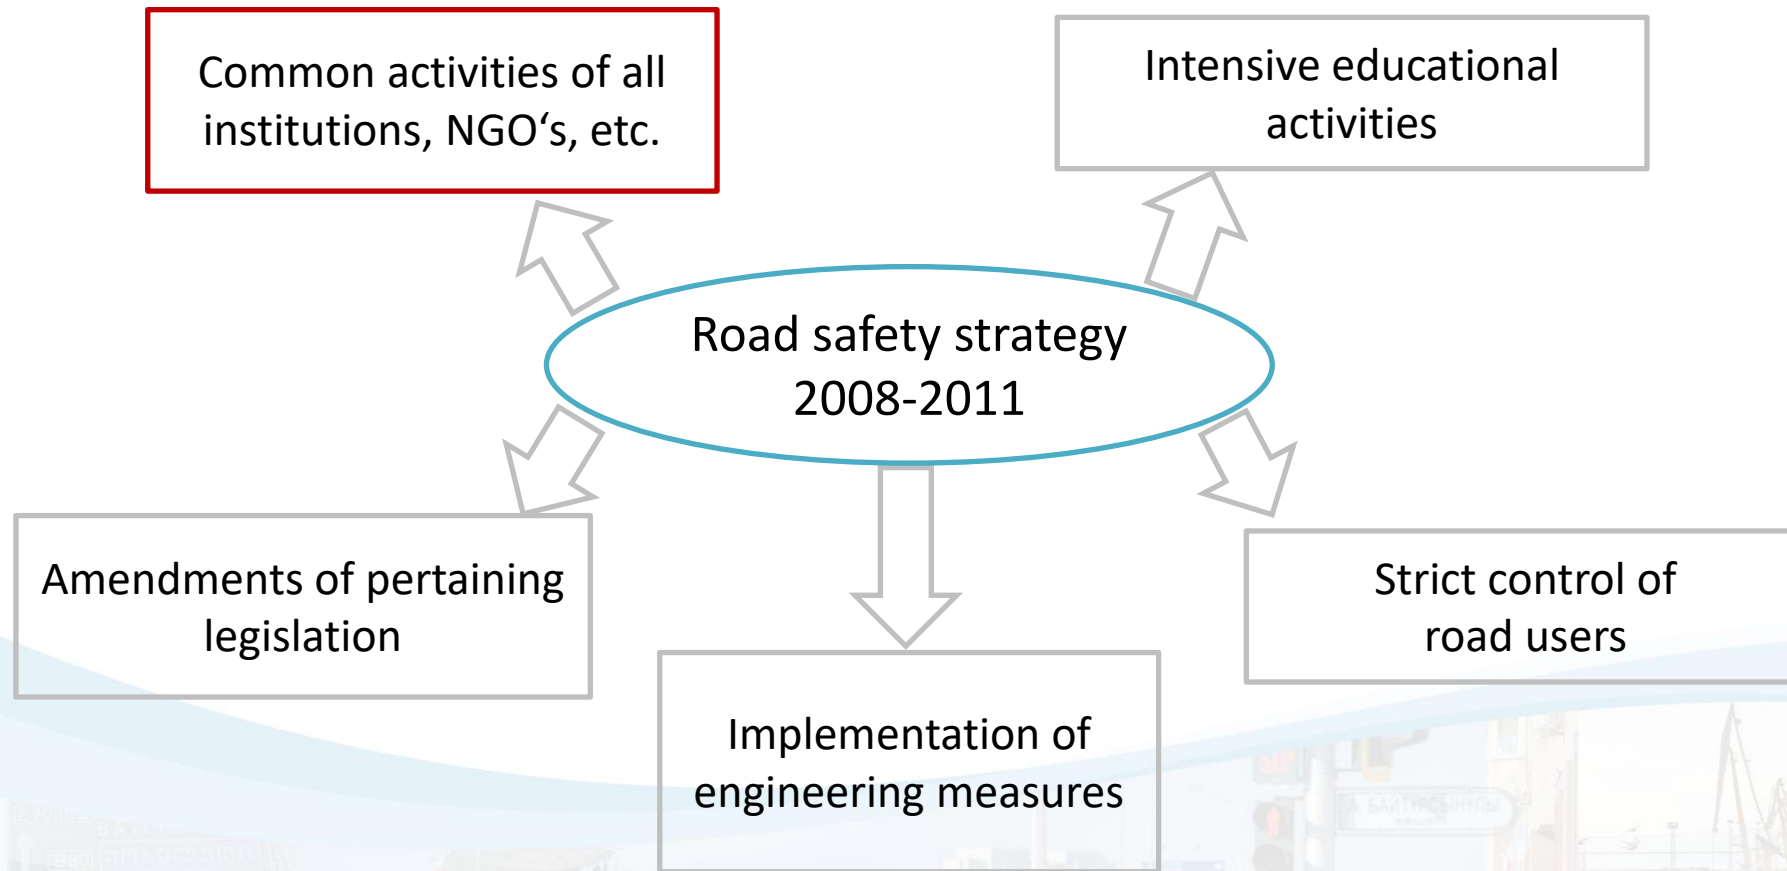 Common activities of all
institutions, NGO‘s, etc.
Intensive educational
activities
Road safety strategy
2008-2011
Amendments of pertaining
legislation
Strict control of
road users
Implementation of
engineering measures
БАЙТҰРСЫНҰЛЫ